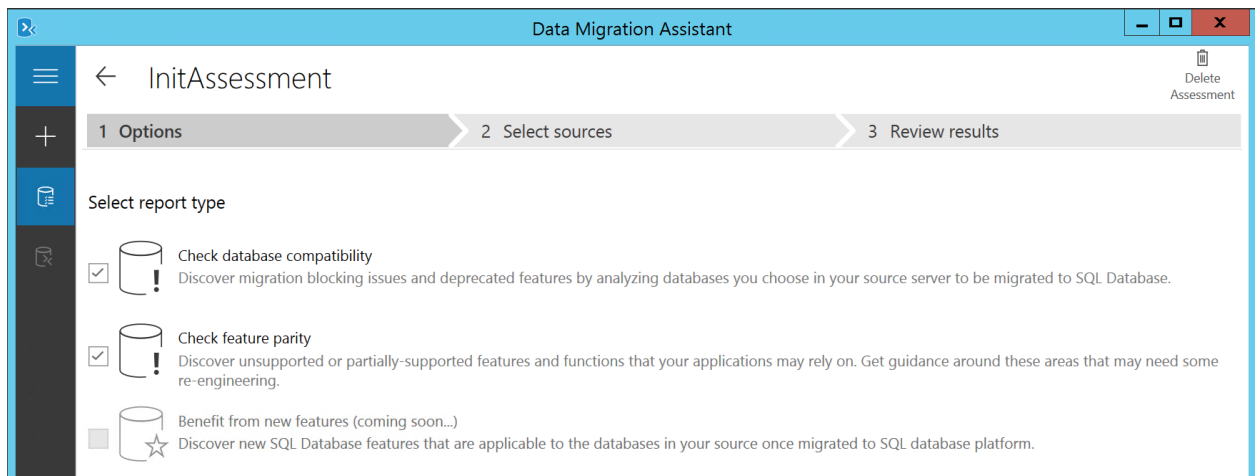 Data Migration Assistant
InitAssessment
Delete
Assessment
1 Options
2 Select sources
3 Review results
Select report type
Check database compatibility
Discover migration blocking issues and deprecated features by analyzing databases you choose in your source server to be migrated to SQL Database.
Check feature parity
Discover unsupported or partially-supported features and functions that your applications may rely on. Get guidance around these areas that may need some
re-engineering.
Benefit from new features (coming soon...)
Discover new SQL Database features that are applicable to the databases in your source once migrated to SQL database platform.